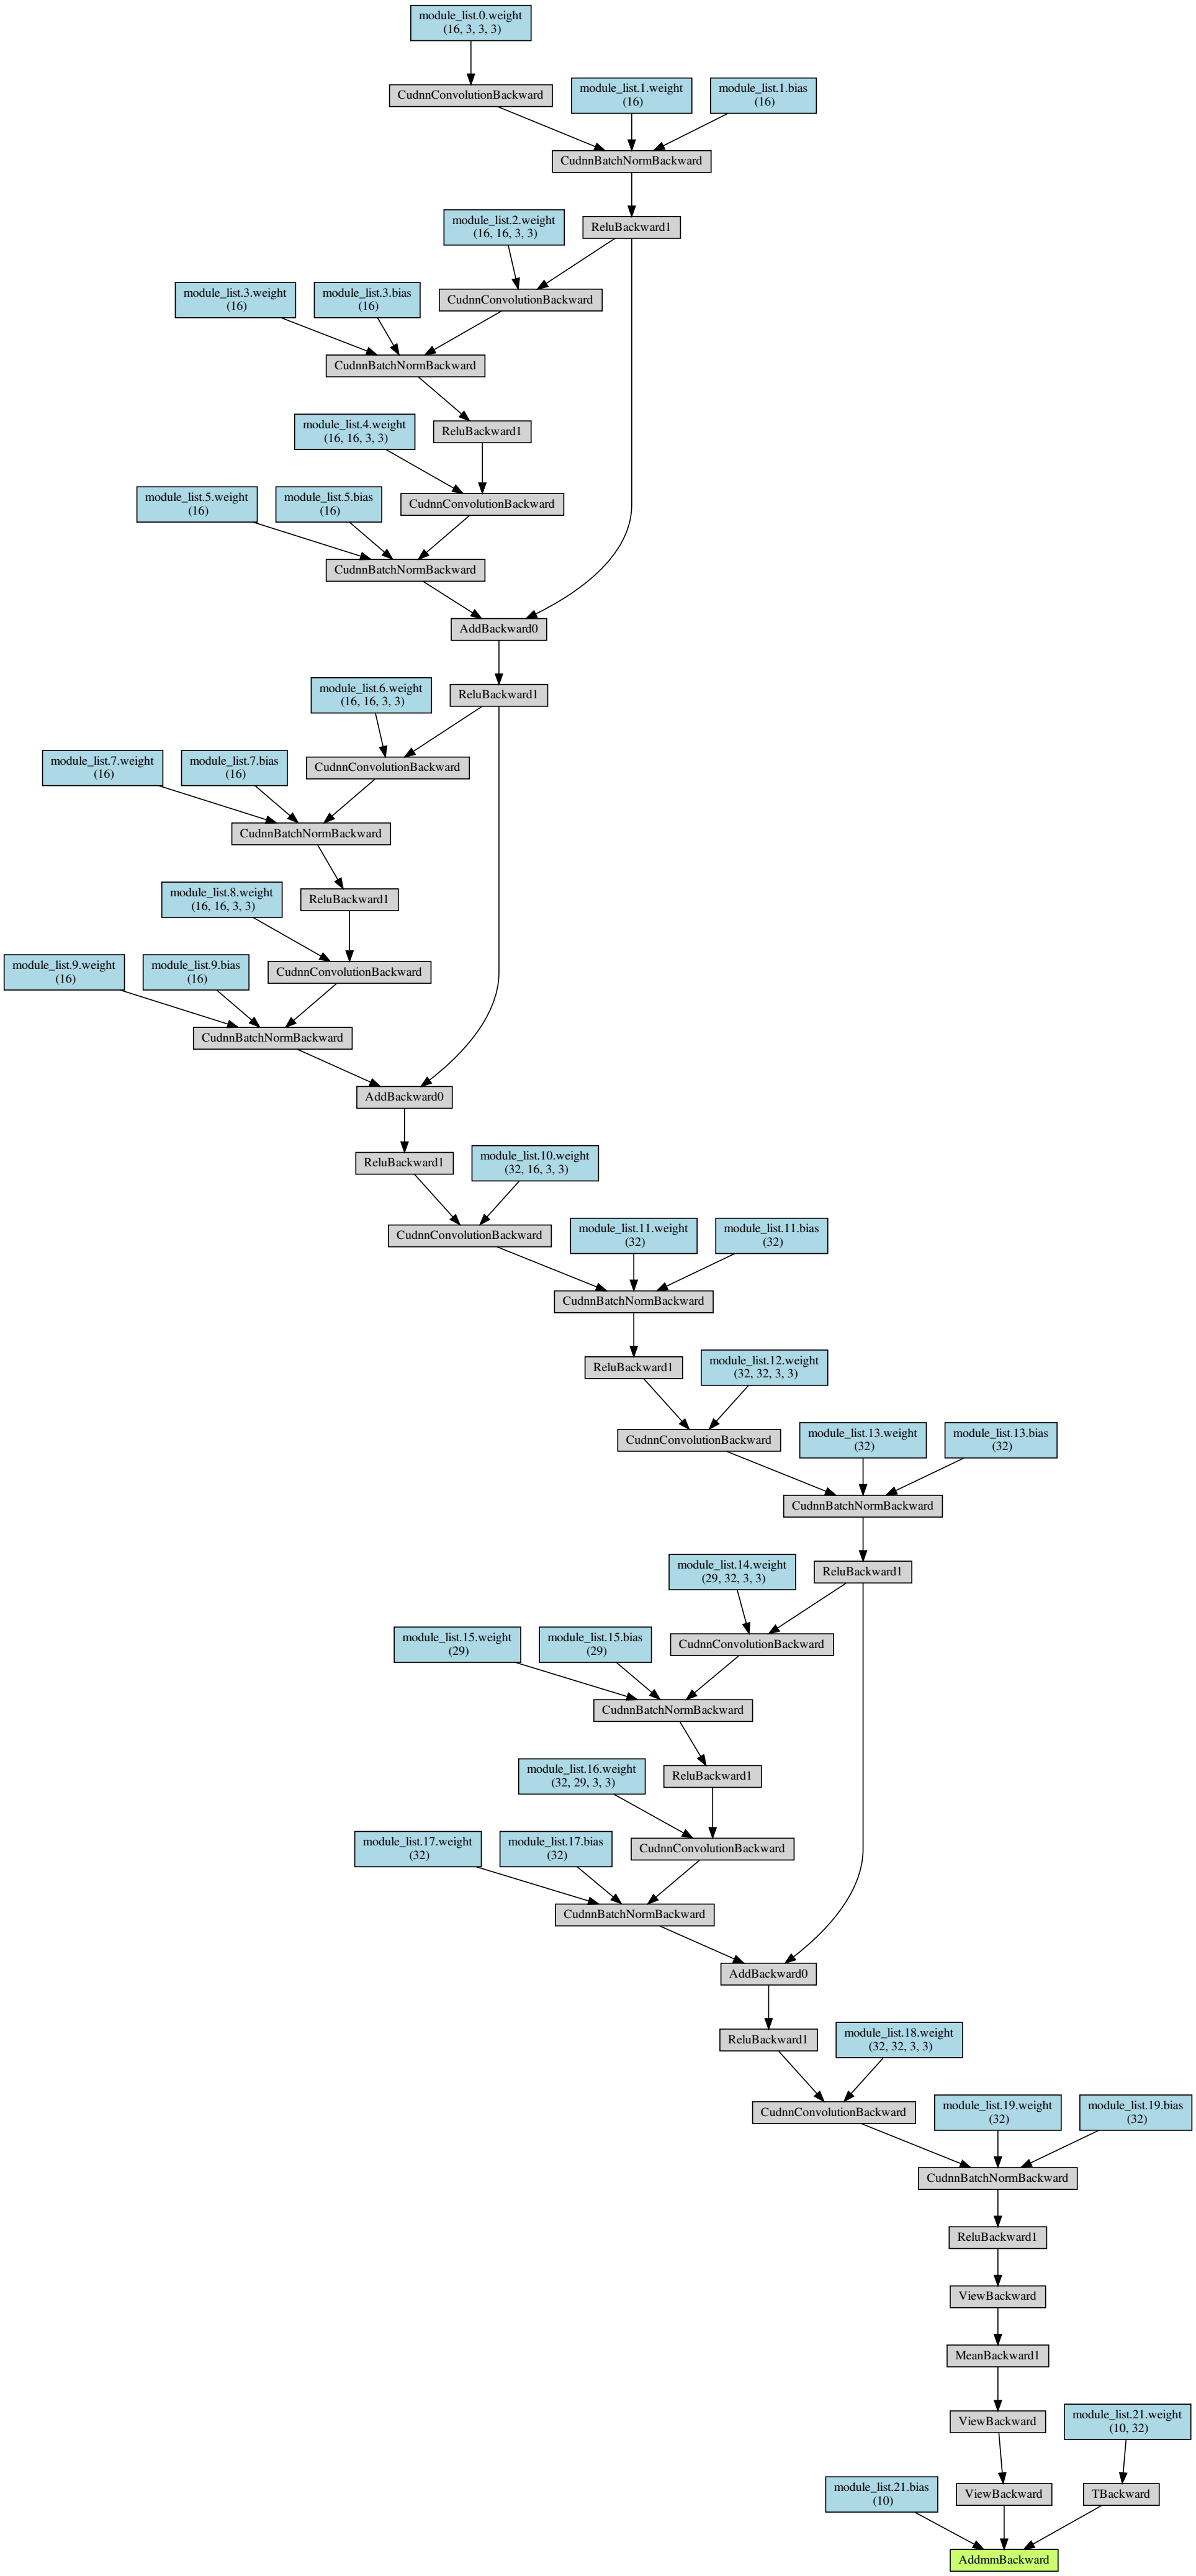 module_list.0.weight
(16, 3, 3, 3)
CudnnConvolutionBackward
module_list.1.weight
(16)
module_list.1.bias
(16)
CudnnBatchNormBackward
module_list.2.weight
(16, 16, 3, 3)
ReluBackward1
module_list.3.weight
(16)
module_list.3.bias
(16)
CudnnConvolutionBackward
CudnnBatchNormBackward
module_list.4.weight
(16, 16, 3, 3)
ReluBackward1
module_list.5.weight
(16)
module_list.5.bias
(16)
CudnnConvolutionBackward
CudnnBatchNormBackward
AddBackward0
module_list.6.weight
(16, 16, 3, 3)
ReluBackward1
module_list.7.weight
(16)
module_list.7.bias
(16)
CudnnConvolutionBackward
CudnnBatchNormBackward
module_list.8.weight
(16, 16, 3, 3)
ReluBackward1
module_list.9.weight
(16)
module_list.9.bias
(16)
CudnnConvolutionBackward
CudnnBatchNormBackward
AddBackward0
ReluBackward1
module_list.10.weight
(32, 16, 3, 3)
CudnnConvolutionBackward
module_list.11.weight
(32)
module_list.11.bias
(32)
CudnnBatchNormBackward
ReluBackward1
module_list.12.weight
(32, 32, 3, 3)
CudnnConvolutionBackward
module_list.13.weight
(32)
module_list.13.bias
(32)
CudnnBatchNormBackward
module_list.14.weight
(29, 32, 3, 3)
ReluBackward1
module_list.15.weight
(29)
module_list.15.bias
(29)
CudnnConvolutionBackward
CudnnBatchNormBackward
module_list.16.weight
(32, 29, 3, 3)
ReluBackward1
module_list.17.weight
(32)
module_list.17.bias
(32)
CudnnConvolutionBackward
CudnnBatchNormBackward
AddBackward0
ReluBackward1
module_list.18.weight
(32, 32, 3, 3)
CudnnConvolutionBackward
module_list.19.weight
(32)
module_list.19.bias
(32)
CudnnBatchNormBackward
ReluBackward1
ViewBackward
MeanBackward1
ViewBackward
module_list.21.weight
(10, 32)
module_list.21.bias
(10)
ViewBackward
TBackward
AddmmBackward